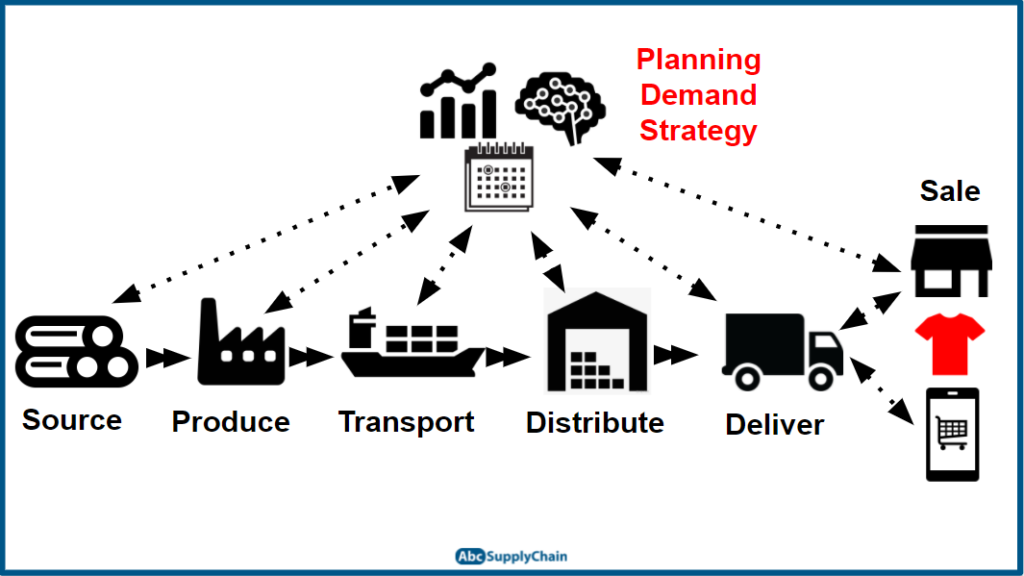 Planning
Demand
Strategy
Sale
Source
Produce
Transport
Distribute
Deliver
AbcSupplyChain